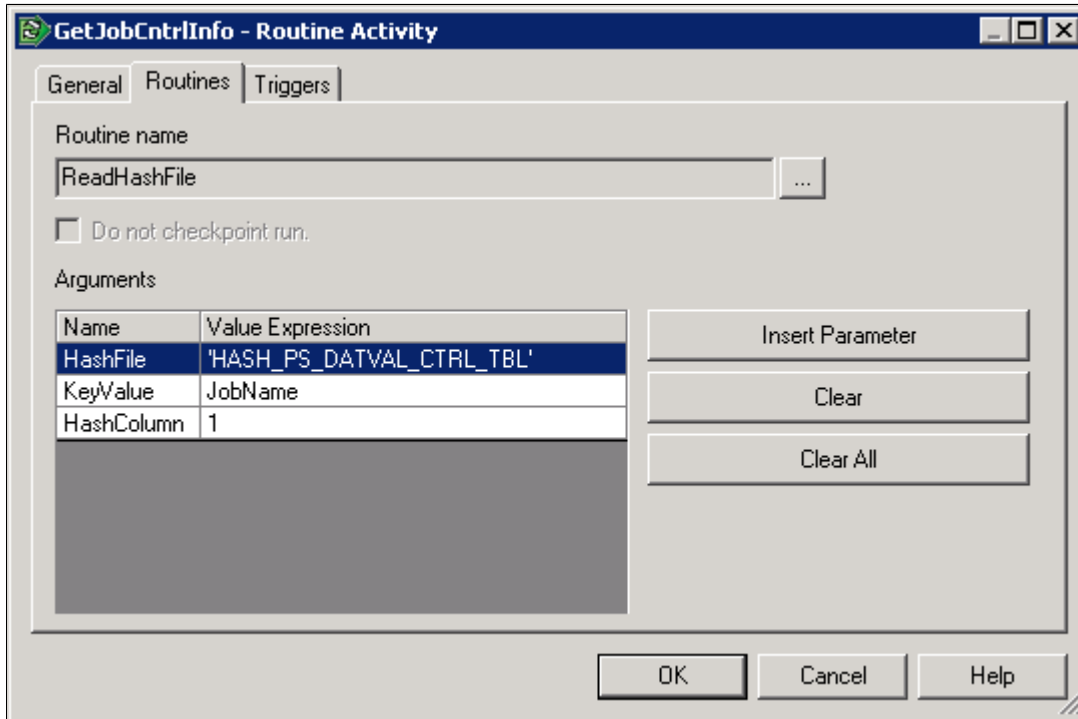 GetJobCntrlInfo - Routine Activity
General Routines Triggers
Routine name
ReadHashFile ...
Do not checkpoint run.
Arguments
Name Value Expression
HashFile 'HASH_PS_DATVAL_CTRL_TBL'
KeyValue JobName
HashColumn 1
Insert Parameter
Clear
Clear All
OK Cancel Help